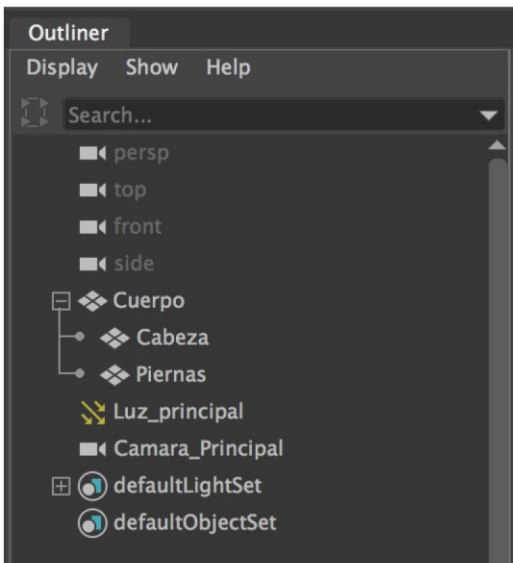 Outliner
Display Show Help
Search...
persp
top
front
side
Cuerpo
Cabeza
Piernas
Luz_principal
Camara_Principal
defaultLightSet
defaultObjectSet